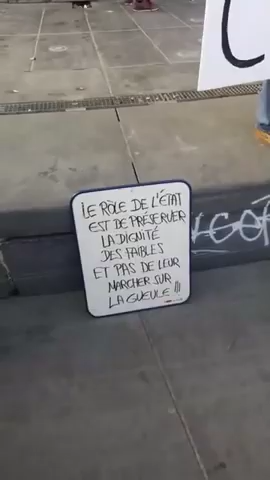 LE RÔLE DE L'ÉTAT
EST DE PRÉSERVER
LA DIGNITÉ
DES FAIBLES
ET PAS DE LEUR
MARCHER SUR
LA GUEULE !!!